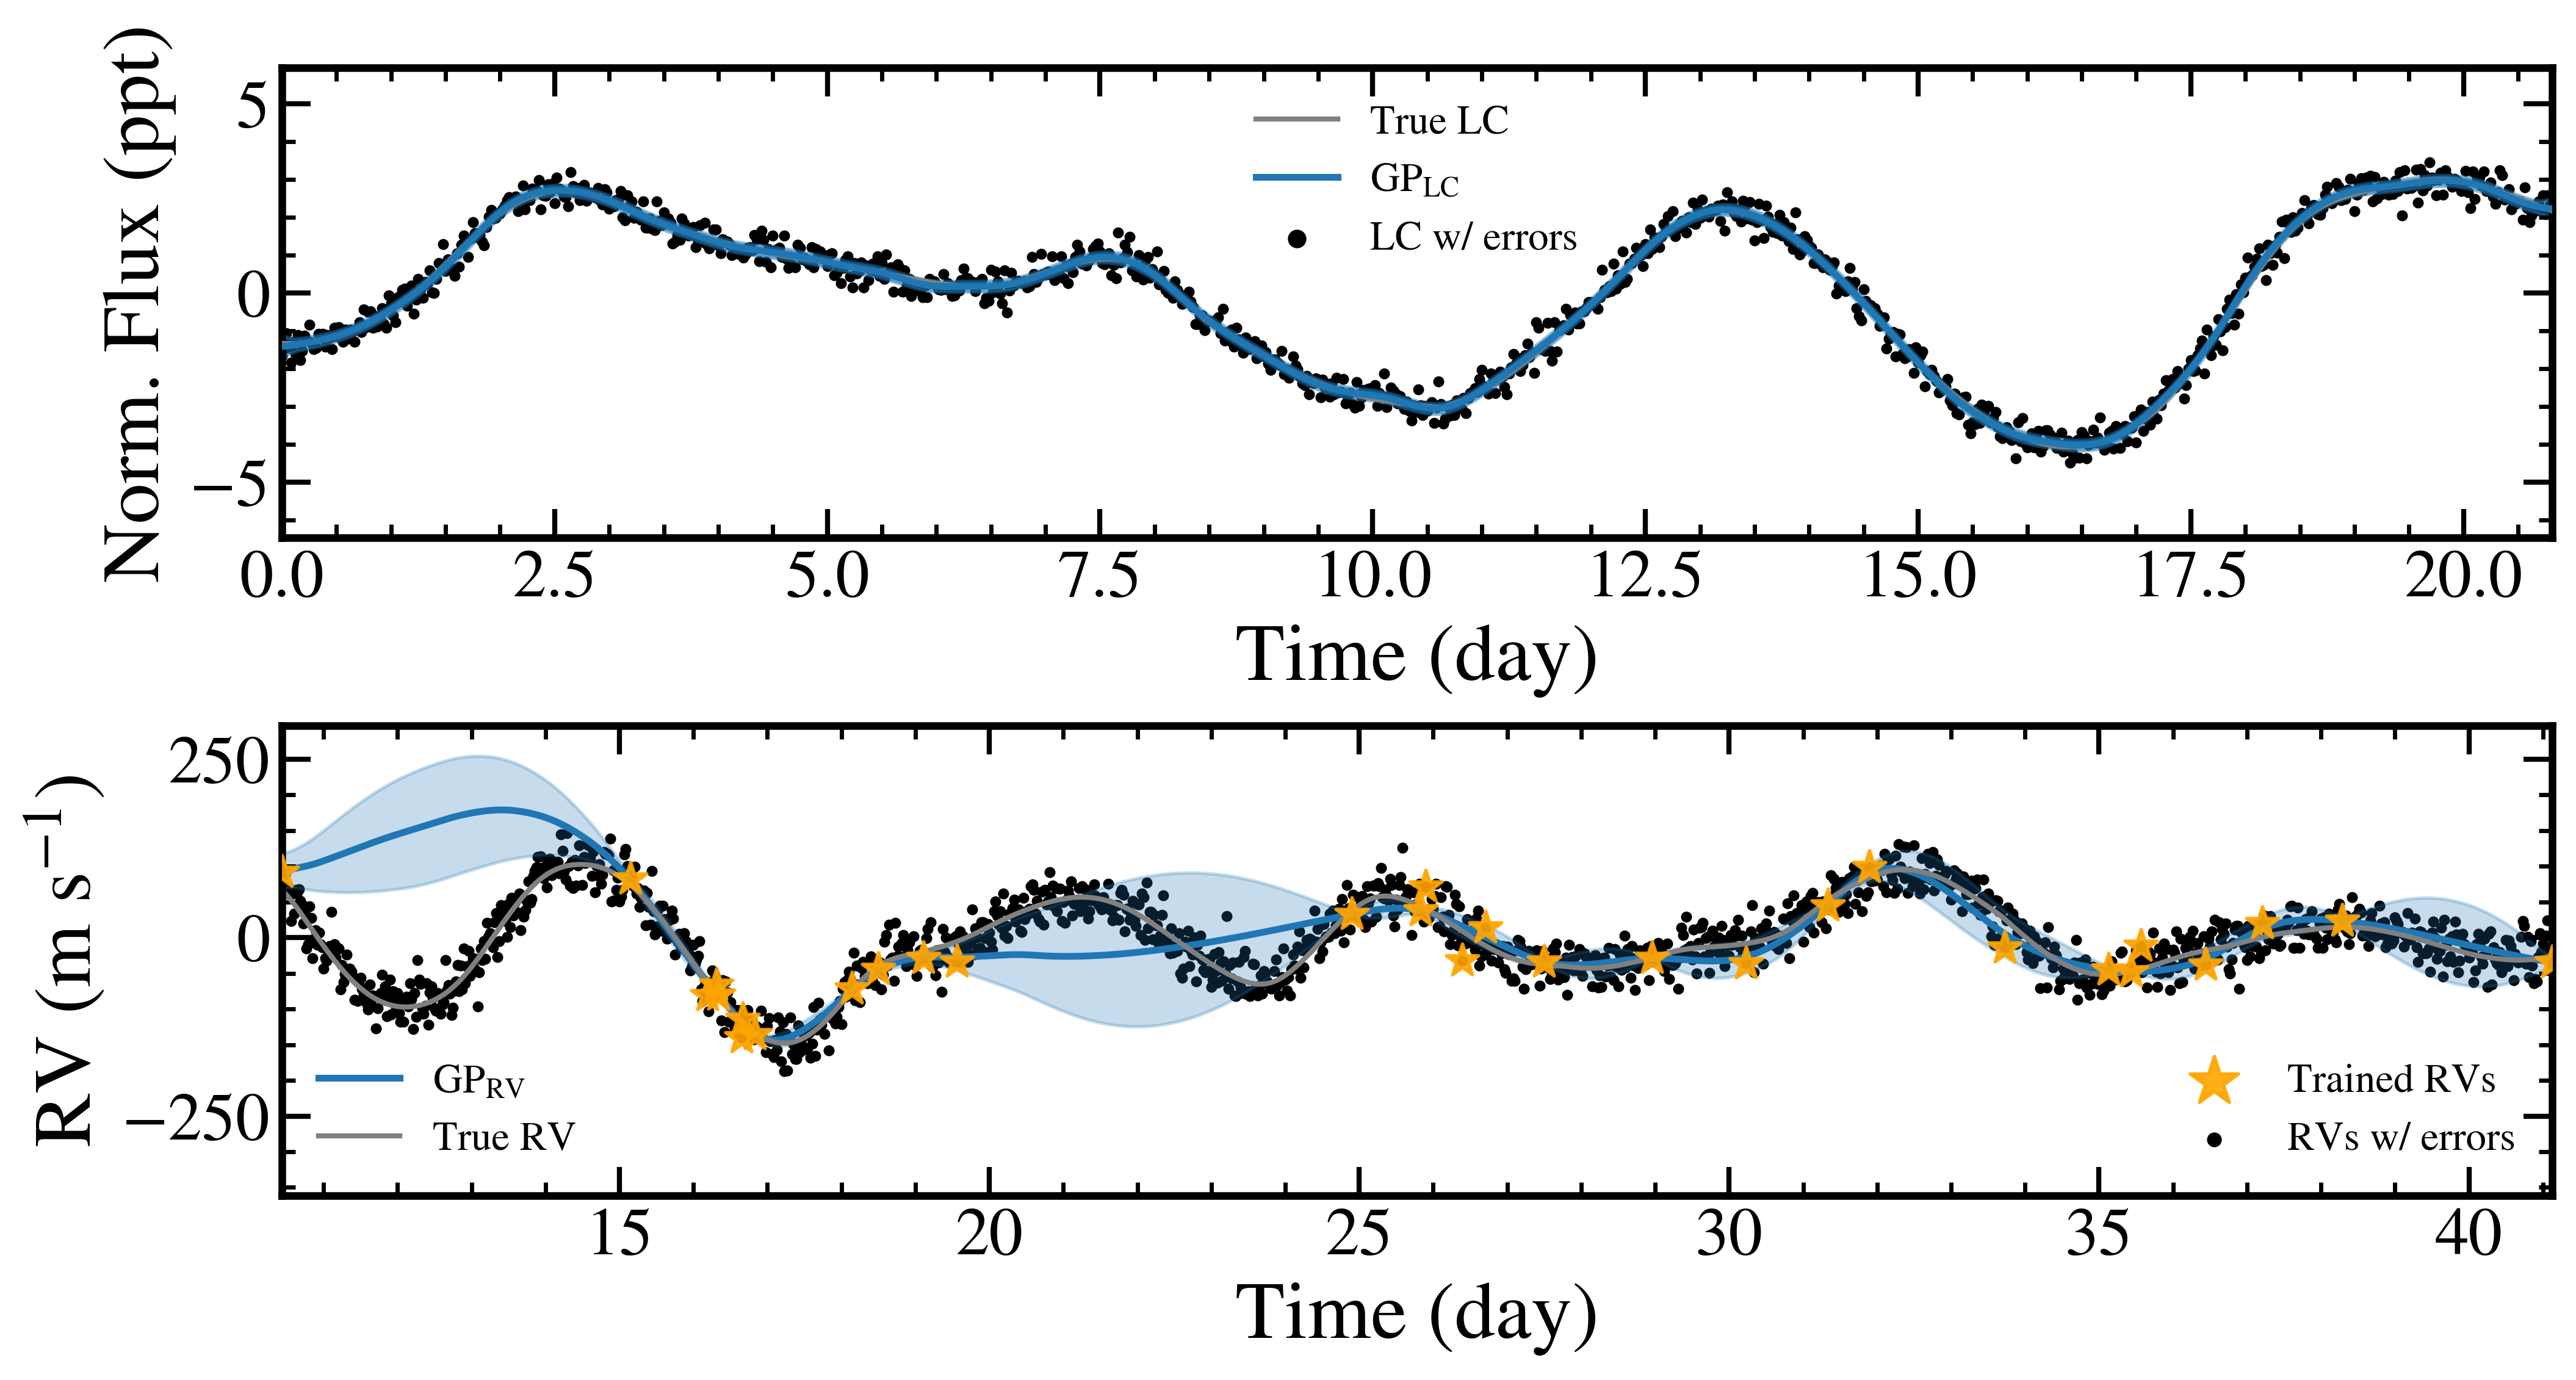 Norm. Flux (ppt)
5
0
−5
True LC
GP_LC
LC w/ errors
0.0 2.5 5.0 7.5 10.0 12.5 15.0 17.5 20.0
Time (day)
RV (m s⁻¹)
250
0
−250
GP_RV
True RV
Trained RVs
RVs w/ errors
15 20 25 30 35 40
Time (day)